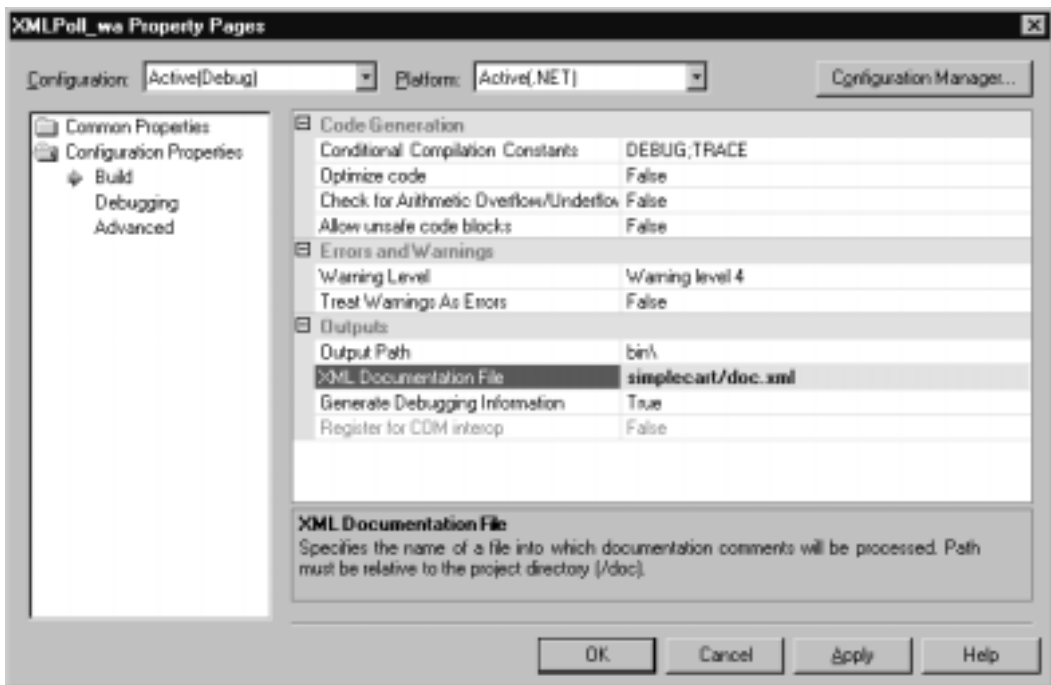 XMLPoll_wa Property Pages
Configuration: Active(Debug) Platform: Active(.NET) Configuration Manager...
Common Properties
Configuration Properties
Build
Debugging
Advanced
Code Generation
Conditional Compilation Constants DEBUG;TRACE
Optimize code False
Check for Arithmetic Overflow/Underflow False
Allow unsafe code blocks False
Errors and Warnings
Warning Level Warning level 4
Treat Warnings As Errors False
Outputs
Output Path bin\
XML Documentation File simplecart/doc.xml
Generate Debugging Information True
Register for COM interop False
XML Documentation File
Specifies the name of a file into which documentation comments will be processed. Path
must be relative to the project directory (/doc).
OK Cancel Apply Help